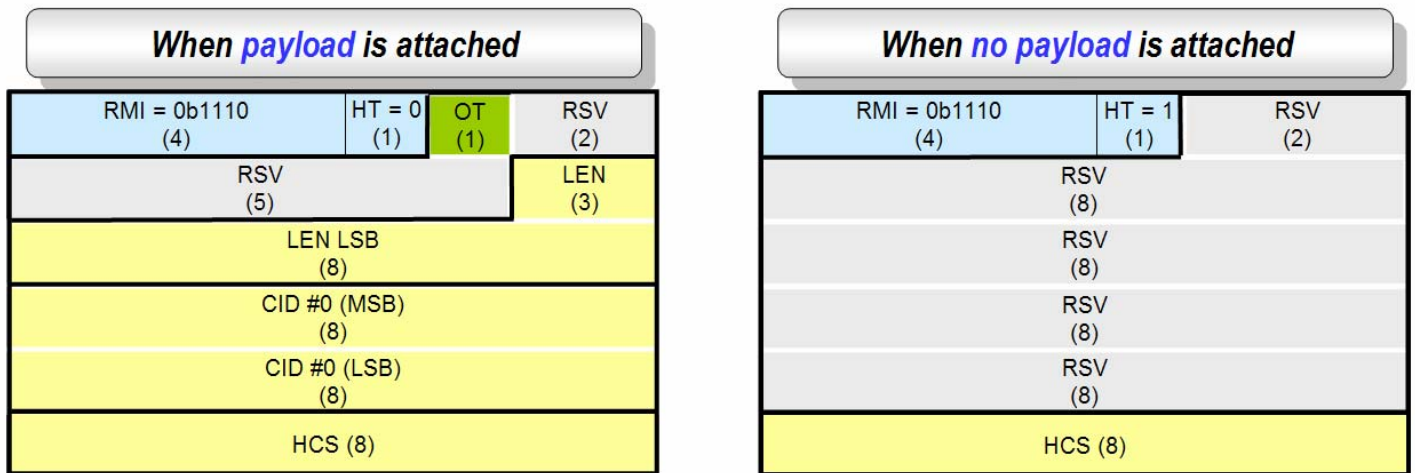 When payload is attached
RMI = 0b1110
(4)
HT = 0
(1)
OT
(1)
RSV
(2)
RSV
(5)
LEN
(3)
LEN LSB
(8)
CID #0 (MSB)
(8)
CID #0 (LSB)
(8)
HCS (8)
When no payload is attached
RMI = 0b1110
(4)
HT = 1
(1)
RSV
(2)
RSV
(8)
RSV
(8)
RSV
(8)
RSV
(8)
HCS (8)